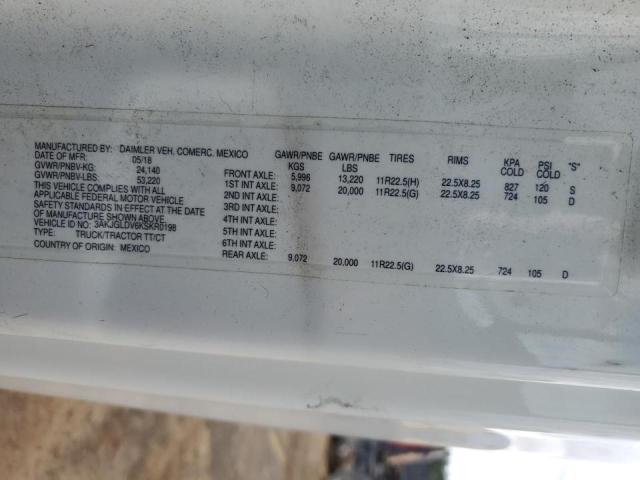 MANUFACTURED BY: DAIMLER VEH. COMERC. MEXICO
DATE OF MFR: 05/18
GVWR/PNBV-KG: 24,140
GVWR/PNBV-LBS: 53,220
THIS VEHICLE COMPLIES WITH ALL
APPLICABLE FEDERAL MOTOR VEHICLE
SAFETY STANDARDS IN EFFECT AT THE DATE
OF MANUFACTURE SHOWN ABOVE.
VEHICLE ID NO.: 3AKJGLDV6KSKR0198
TYPE: TRUCK/TRACTOR TT/CT
COUNTRY OF ORIGIN: MEXICO
GAWR/PNBE GAWR/PNBE TIRES RIMS KPA PSI "S"
KGS LBS COLD COLD
FRONT AXLE: 5,996 13,220 11R22.5(H) 22.5X8.25 827 120 S
1ST INT AXLE: 9,072 20,000 11R22.5(G) 22.5X8.25 724 105 D
2ND INT AXLE:
3RD INT AXLE:
4TH INT AXLE:
5TH INT AXLE:
6TH INT AXLE:
REAR AXLE: 9,072 20,000 11R22.5(G) 22.5X8.25 724 105 D